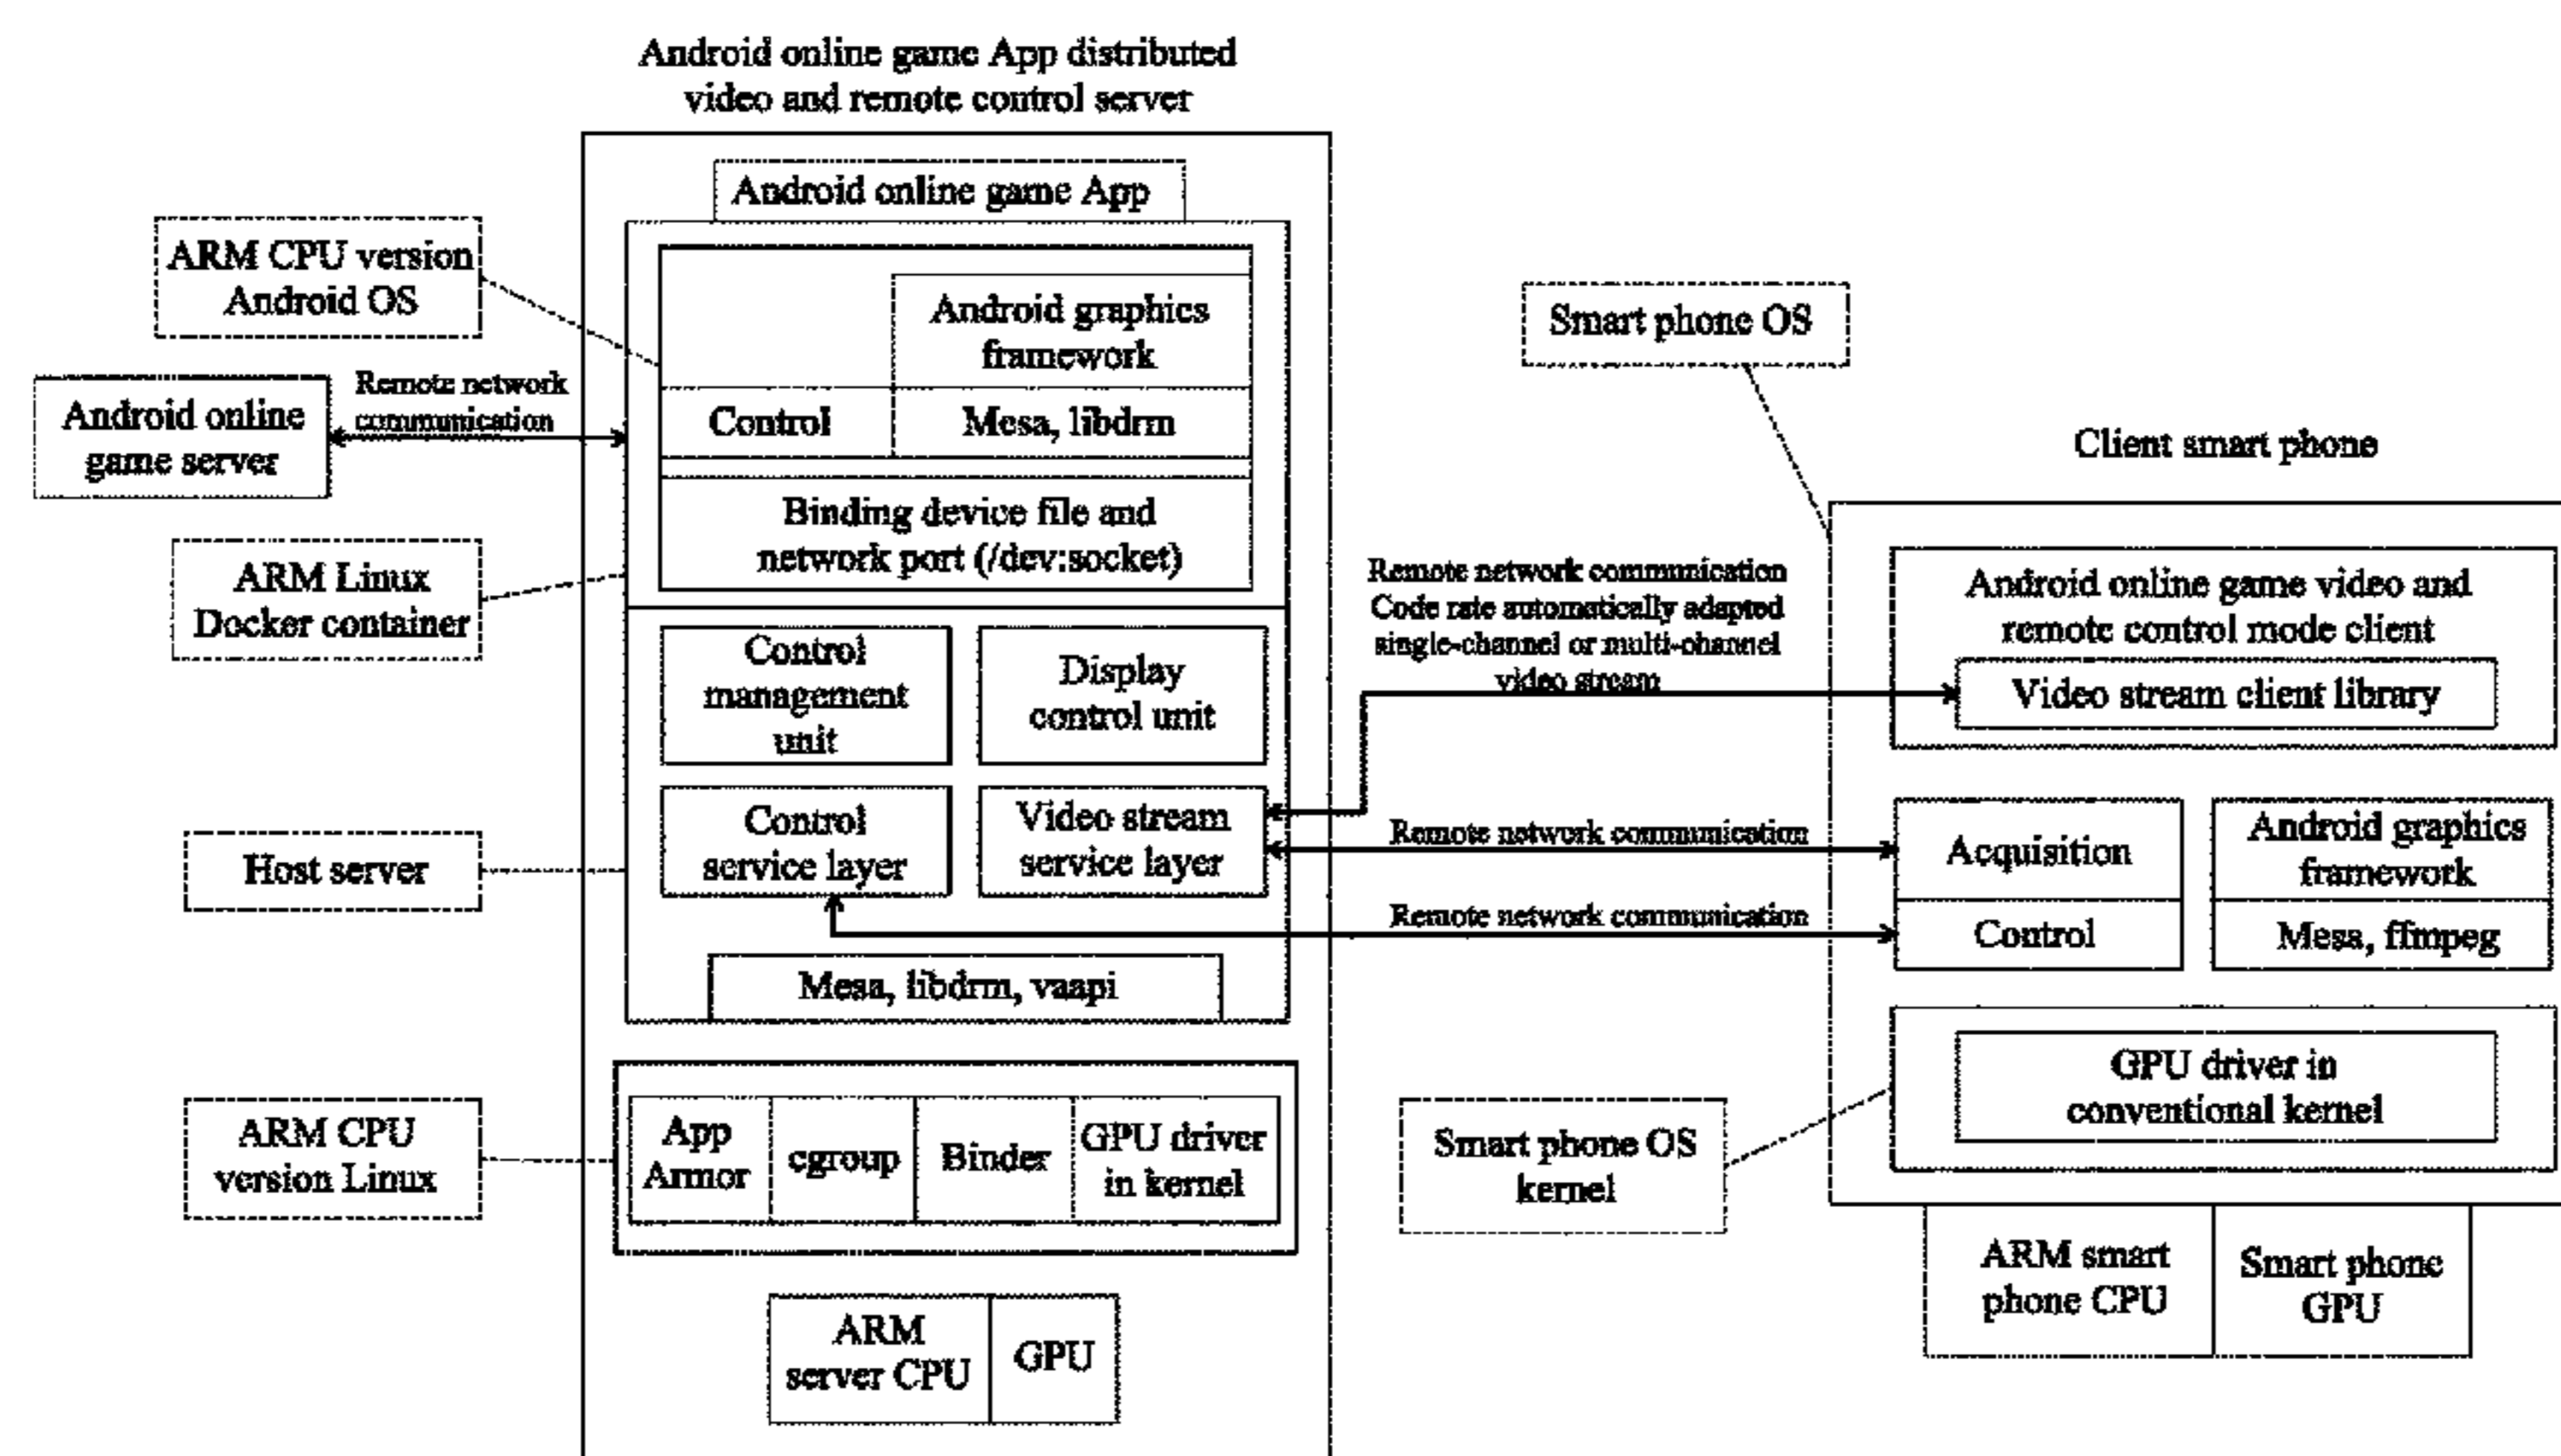 Android online game App distributed
video and remote control server
Android online game App
ARM CPU version
Android OS
Android graphics
framework
Control
Mesa, libdrm
Android online
game server
Remote network
communication
Binding device file and
network port (/dev:socket)
ARM Linux
Docker container
Control
management
unit
Display
control unit
Control
service layer
Video stream
service layer
Host server
Mesa, libdrm, vaapi
ARM CPU
version Linux
App
Armor
cgroup
Binder
GPU driver
in kernel
ARM
server CPU
GPU
Remote network communication
Code rate automatically adapted
single-channel or multi-channel
video stream
Remote network communication
Remote network communication
Smart phone OS
Client smart phone
Android online game video and
remote control mode client
Video stream client library
Acquisition
Control
Android graphics
framework
Mesa, ffmpeg
GPU driver in
conventional kernel
Smart phone OS
kernel
ARM smart
phone CPU
Smart phone
GPU